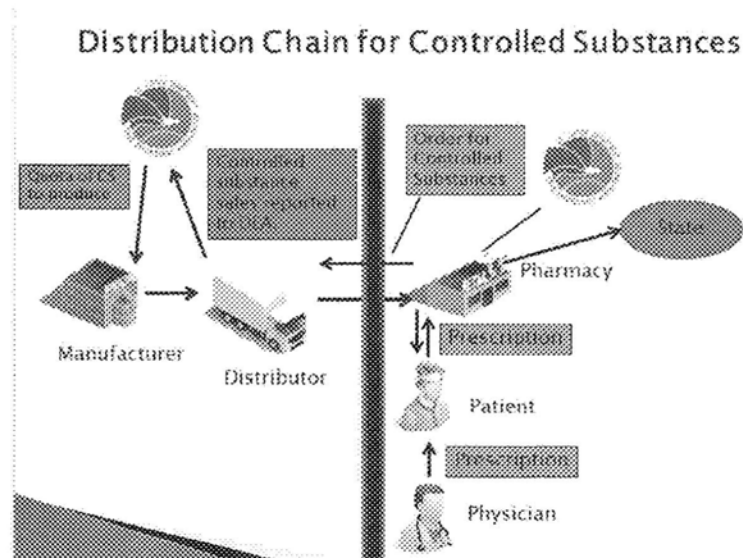 Distribution Chain for Controlled Substances
Quota of CS
to produce
Controlled
substance
sales reported
to DEA
Order for
Controlled
Substances
State
Pharmacy
Manufacturer
Distributor
Prescription
Patient
Prescription
Physician